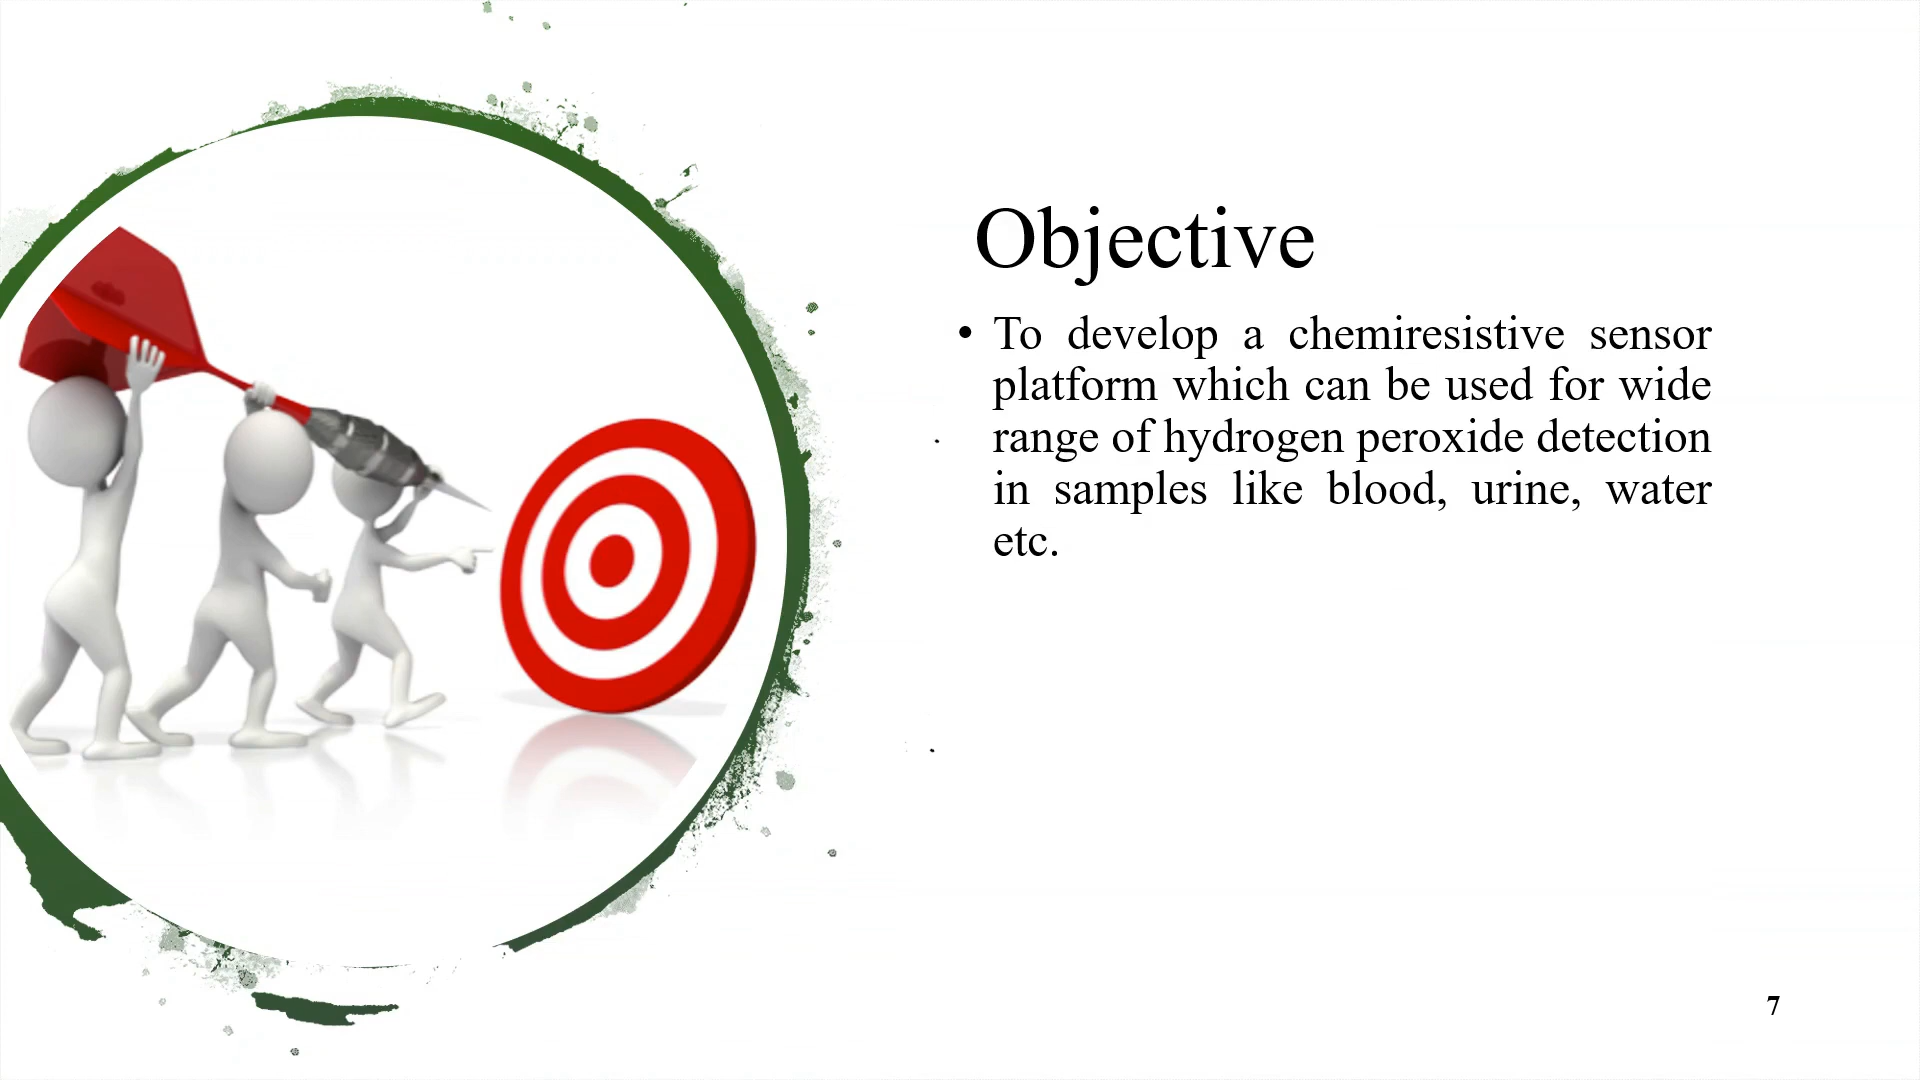 Objective
• To develop a chemiresistive sensor
platform which can be used for wide
range of hydrogen peroxide detection
in samples like blood, urine, water
etc.
7